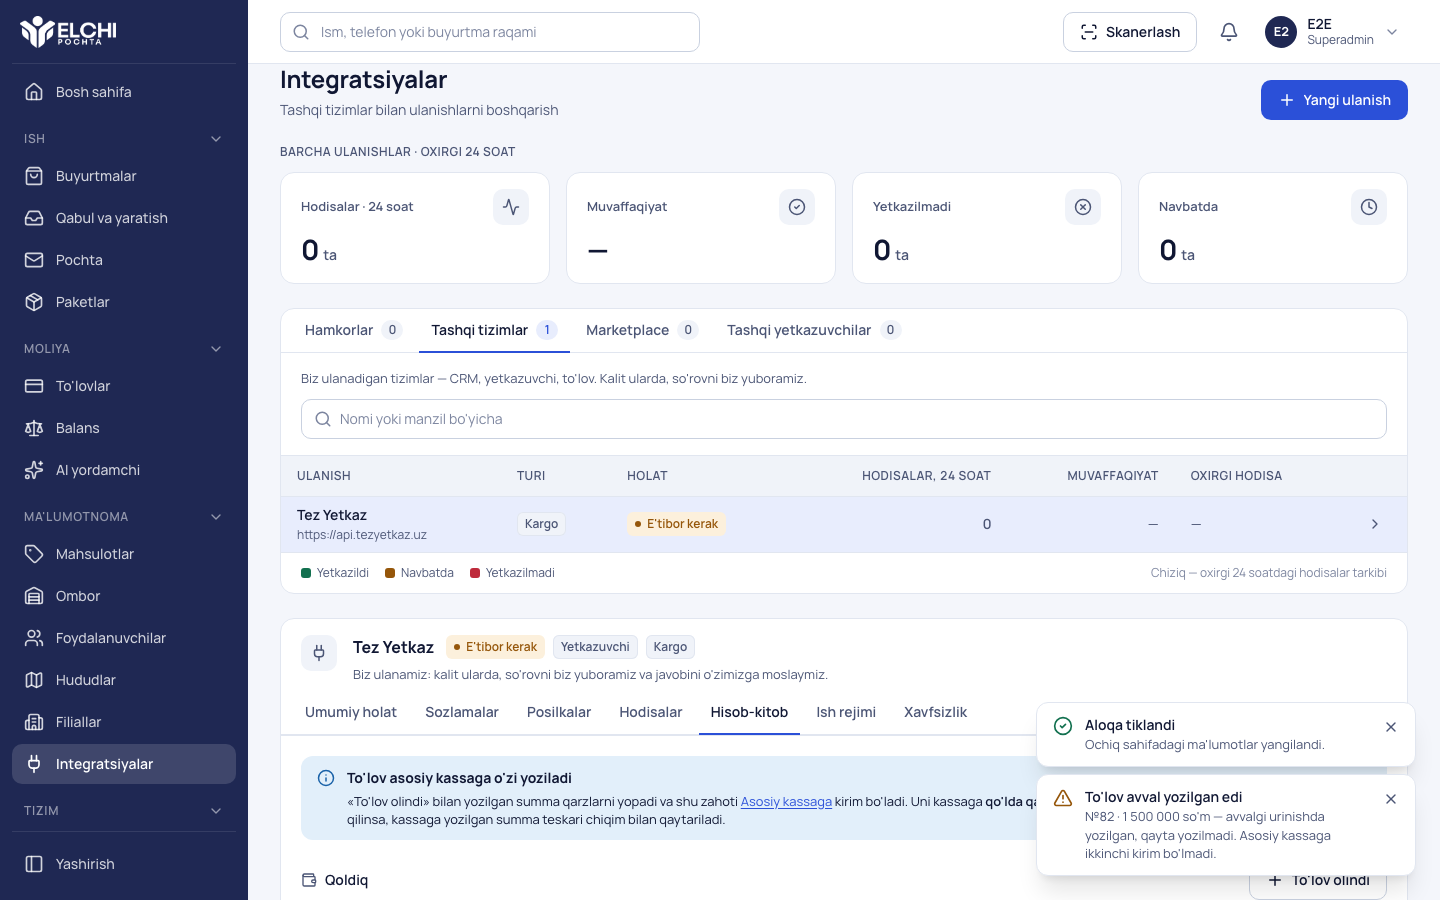 ELCHI
POCHTA
Ism, telefon yoki buyurtma raqami
Skanerlash
E2
E2E
Superadmin
Bosh sahifa
ISH
Buyurtmalar
Qabul va yaratish
Pochta
Paketlar
MOLIYA
To'lovlar
Balans
AI yordamchi
MA'LUMOTNOMA
Mahsulotlar
Ombor
Foydalanuvchilar
Hududlar
Filiallar
Integratsiyalar
TIZIM
Yashirish
Integratsiyalar
Tashqi tizimlar bilan ulanishlarni boshqarish
Yangi ulanish
BARCHA ULANISHLAR · OXIRGI 24 SOAT
Hodisalar · 24 soat
0 ta
Muvaffaqiyat
—
Yetkazilmadi
0 ta
Navbatda
0 ta
Hamkorlar 0 Tashqi tizimlar 1 Marketplace 0 Tashqi yetkazuvchilar 0
Biz ulanadigan tizimlar — CRM, yetkazuvchi, to'lov. Kalit ularda, so'rovni biz yuboramiz.
Nomi yoki manzil bo'yicha
ULANISH TURI HOLAT HODISALAR, 24 SOAT MUVAFFAQIYAT OXIRGI HODISA
Tez Yetkaz
https://api.tezyetkaz.uz
Kargo
E'tibor kerak
0 — —
Yetkazildi Navbatda Yetkazilmadi
Chiziq — oxirgi 24 soatdagi hodisalar tarkibi
Tez Yetkaz E'tibor kerak Yetkazuvchi Kargo
Biz ulanamiz: kalit ularda, so'rovni biz yuboramiz va javobini o'zimizga moslaymiz.
Umumiy holat Sozlamalar Posilkalar Hodisalar Hisob-kitob Ish rejimi Xavfsizlik
To'lov asosiy kassaga o'zi yoziladi
«To'lov olindi» bilan yozilgan summa qarzlarni yopadi va shu zahoti Asosiy kassaga kirim bo'ladi. Uni kassaga qo'lda
qilinsa, kassaga yozilgan summa teskari chiqim bilan qaytariladi.
Qoldiq
To'lov olindi
Aloqa tiklandi
Ochiq sahifadagi ma'lumotlar yangilandi.
To'lov avval yozilgan edi
№82 · 1 500 000 so'm — avvalgi urinishda
yozilgan, qayta yozilmadi. Asosiy kassaga
ikkinchi kirim bo'lmadi.